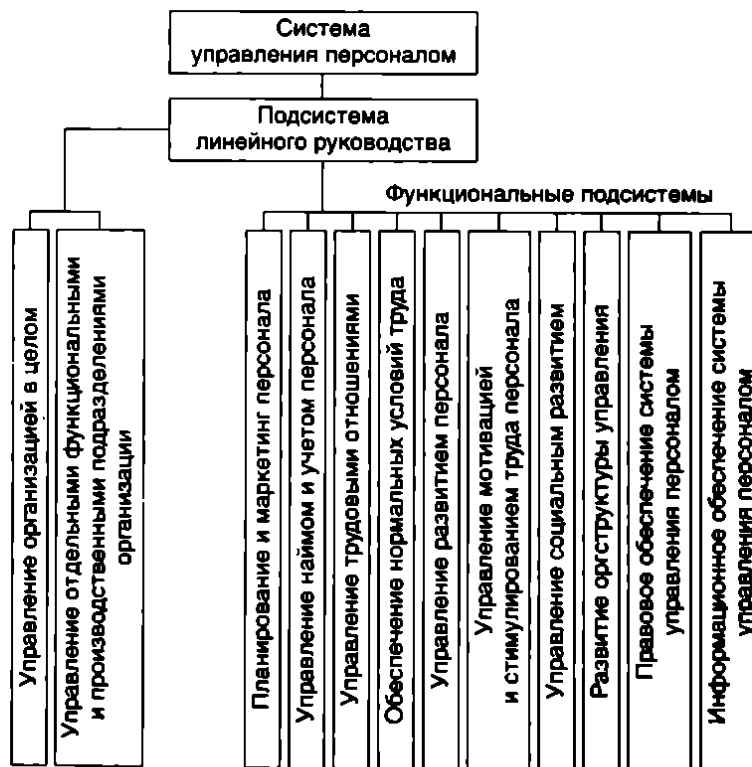 Система
управления персоналом
Подсистема
линейного руководства
Функциональные подсистемы
Управление организацией в целом
Управление отдельными функциональными
и производственными подразделениями
организации
Планирование и маркетинг персонала
Управление наймом и учетом персонала
Управление трудовыми отношениями
Обеспечение нормальных условий труда
Управление развитием персонала
Управление мотивацией
и стимулированием труда персонала
Управление социальным развитием
Развитие оргструктуры управления
Правовое обеспечение системы
управления персоналом
Информационное обеспечение системы
управления персоналом